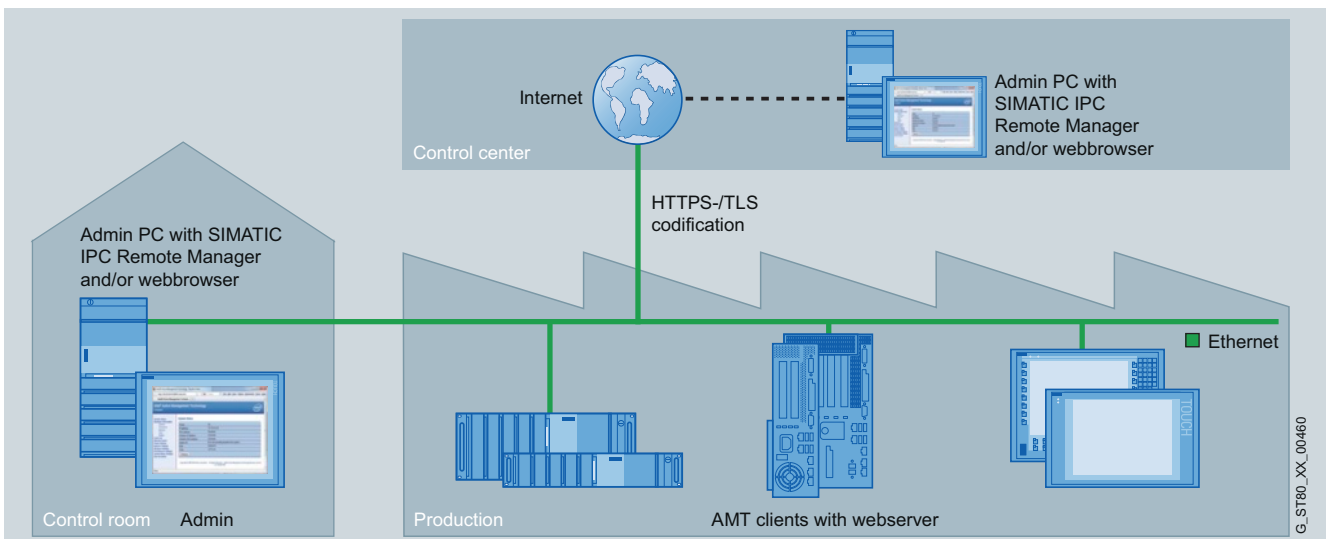 Internet
Admin PC with
SIMATIC IPC
Remote Manager
and/or webbrowser
Control center
HTTPS-/TLS
codification
Admin PC with SIMATIC
IPC Remote Manager
and/or webbrowser
Ethernet
TOUCH
Control room
Admin
Production
AMT clients with webserver
G_ST80_XX_00460